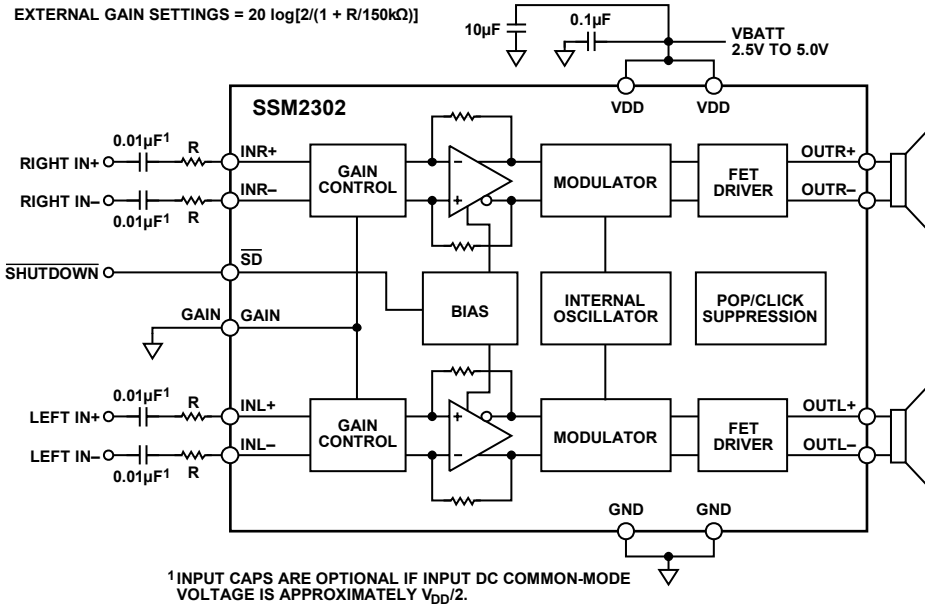 EXTERNAL GAIN SETTINGS = 20 log[2/(1 + R/150kΩ)]
10µF
0.1µF
VBATT
2.5V TO 5.0V
VDD
VDD
SSM2302
0.01µF¹
R
RIGHT IN+
INR+
RIGHT IN–
INR–
0.01µF¹
R
GAIN
CONTROL
MODULATOR
FET
DRIVER
OUTR+
OUTR–
SHUTDOWN
SD
BIAS
INTERNAL
OSCILLATOR
POP/CLICK
SUPPRESSION
GAIN
GAIN
0.01µF¹
R
LEFT IN+
INL+
LEFT IN–
INL–
0.01µF¹
R
GAIN
CONTROL
MODULATOR
FET
DRIVER
OUTL+
OUTL–
GND
GND
¹ INPUT CAPS ARE OPTIONAL IF INPUT DC COMMON-MODE
VOLTAGE IS APPROXIMATELY VDD/2.